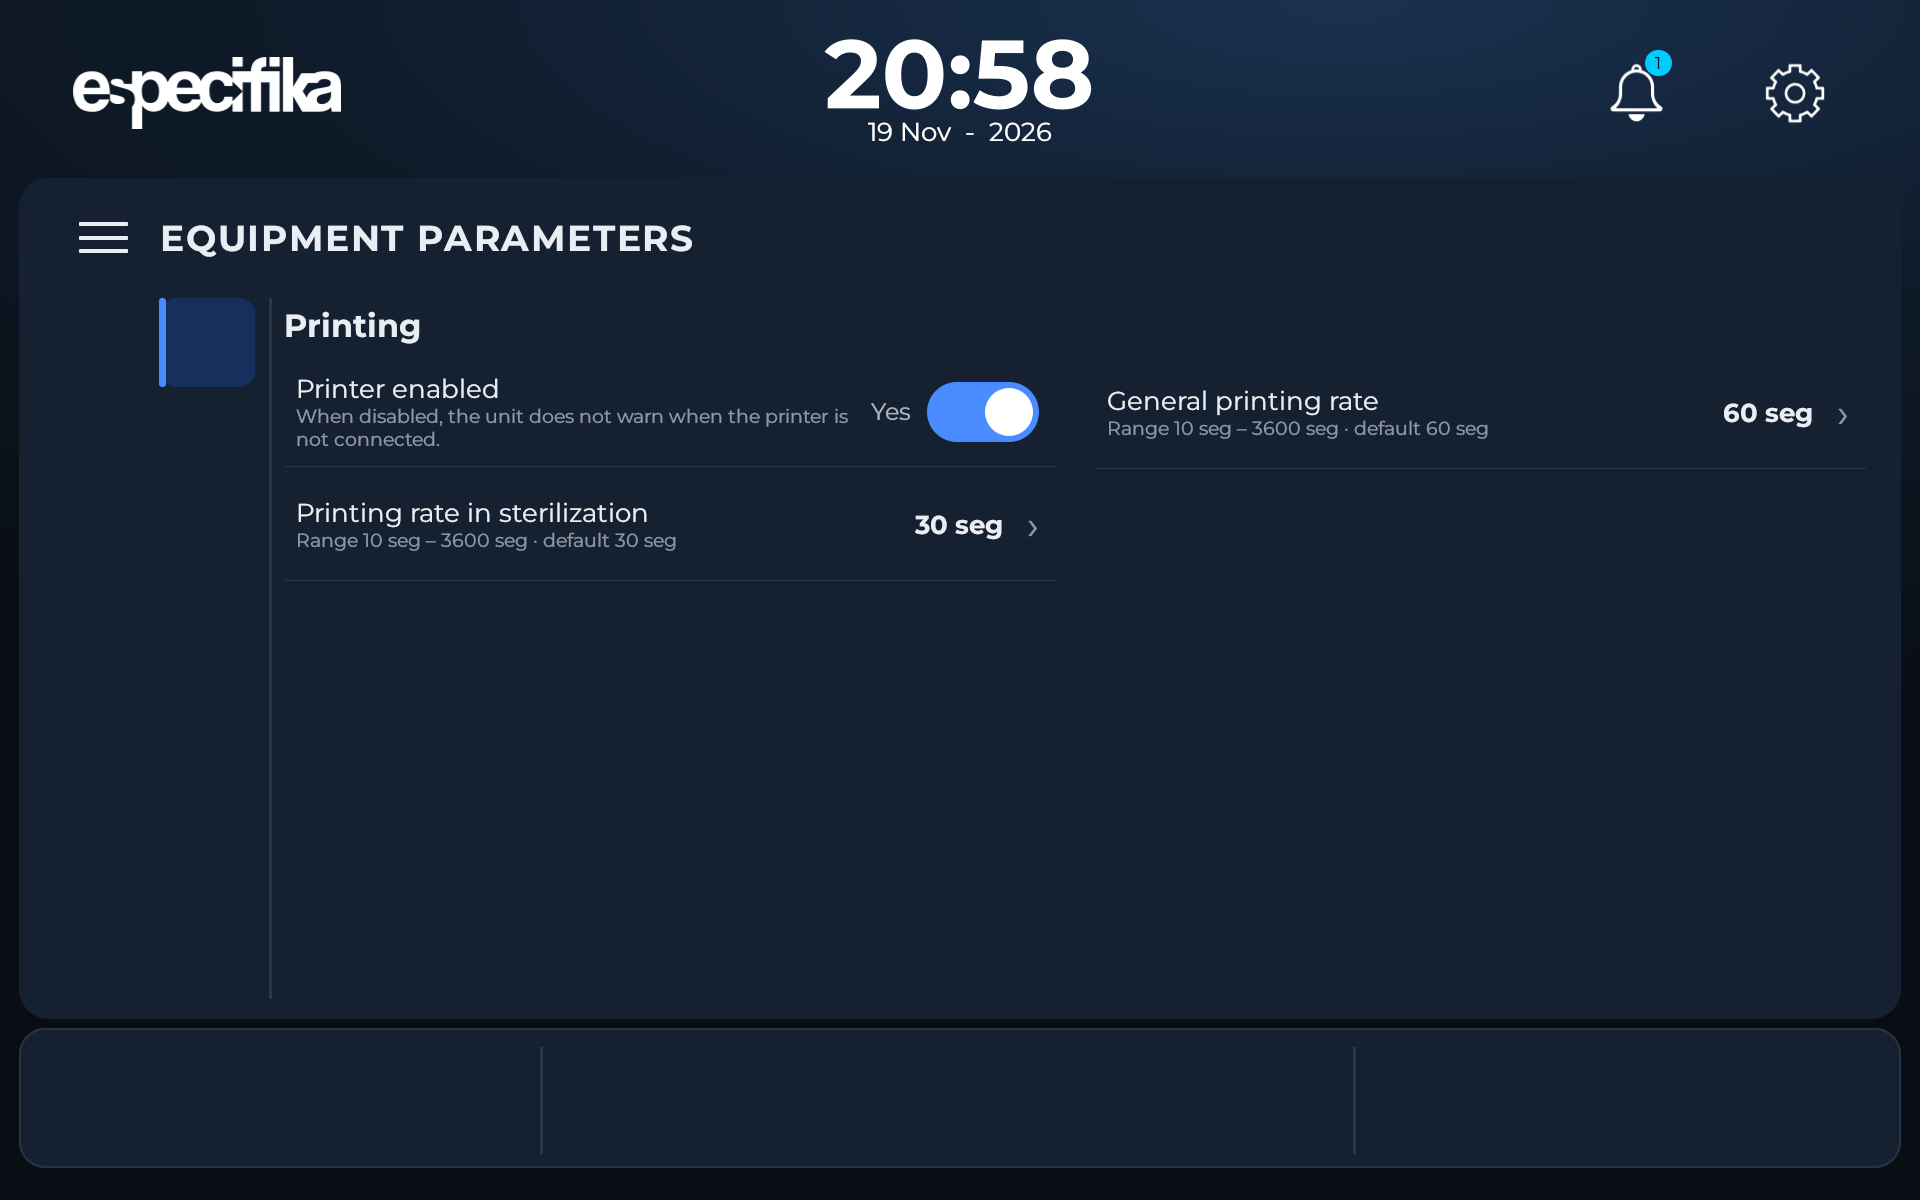 especifika
20:58
19 Nov - 2026
1
EQUIPMENT PARAMETERS
Printing
Printer enabled
When disabled, the unit does not warn when the printer is
not connected.
Yes
General printing rate
Range 10 seg – 3600 seg · default 60 seg
60 seg ›
Printing rate in sterilization
Range 10 seg – 3600 seg · default 30 seg
30 seg ›